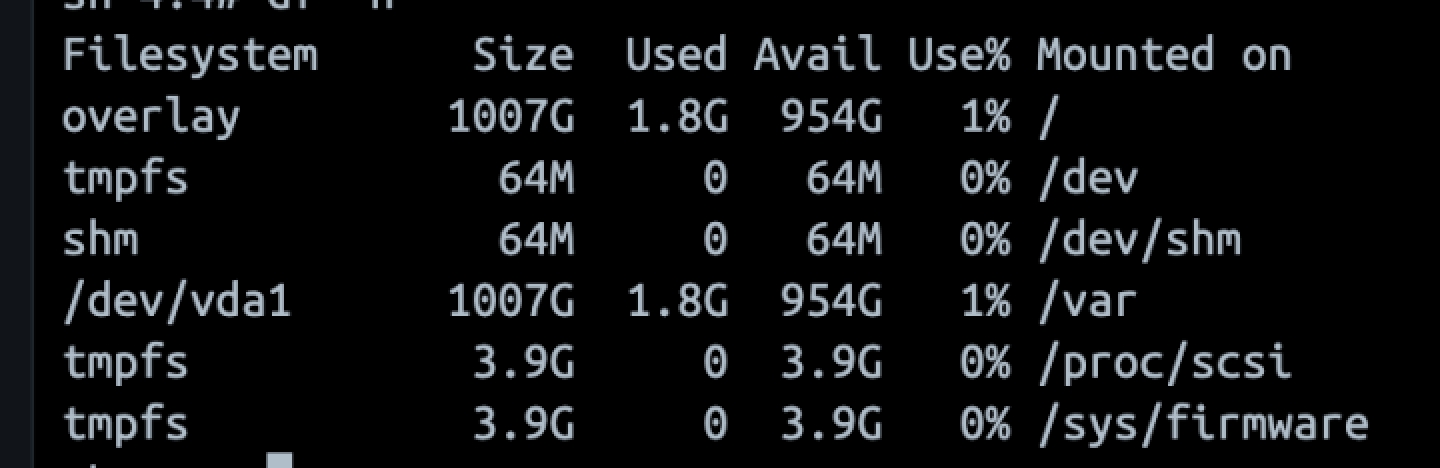 Filesystem Size Used Avail Use% Mounted on
overlay 1007G 1.8G 954G 1% /
tmpfs 64M 0 64M 0% /dev
shm 64M 0 64M 0% /dev/shm
/dev/vda1 1007G 1.8G 954G 1% /var
tmpfs 3.9G 0 3.9G 0% /proc/scsi
tmpfs 3.9G 0 3.9G 0% /sys/firmware